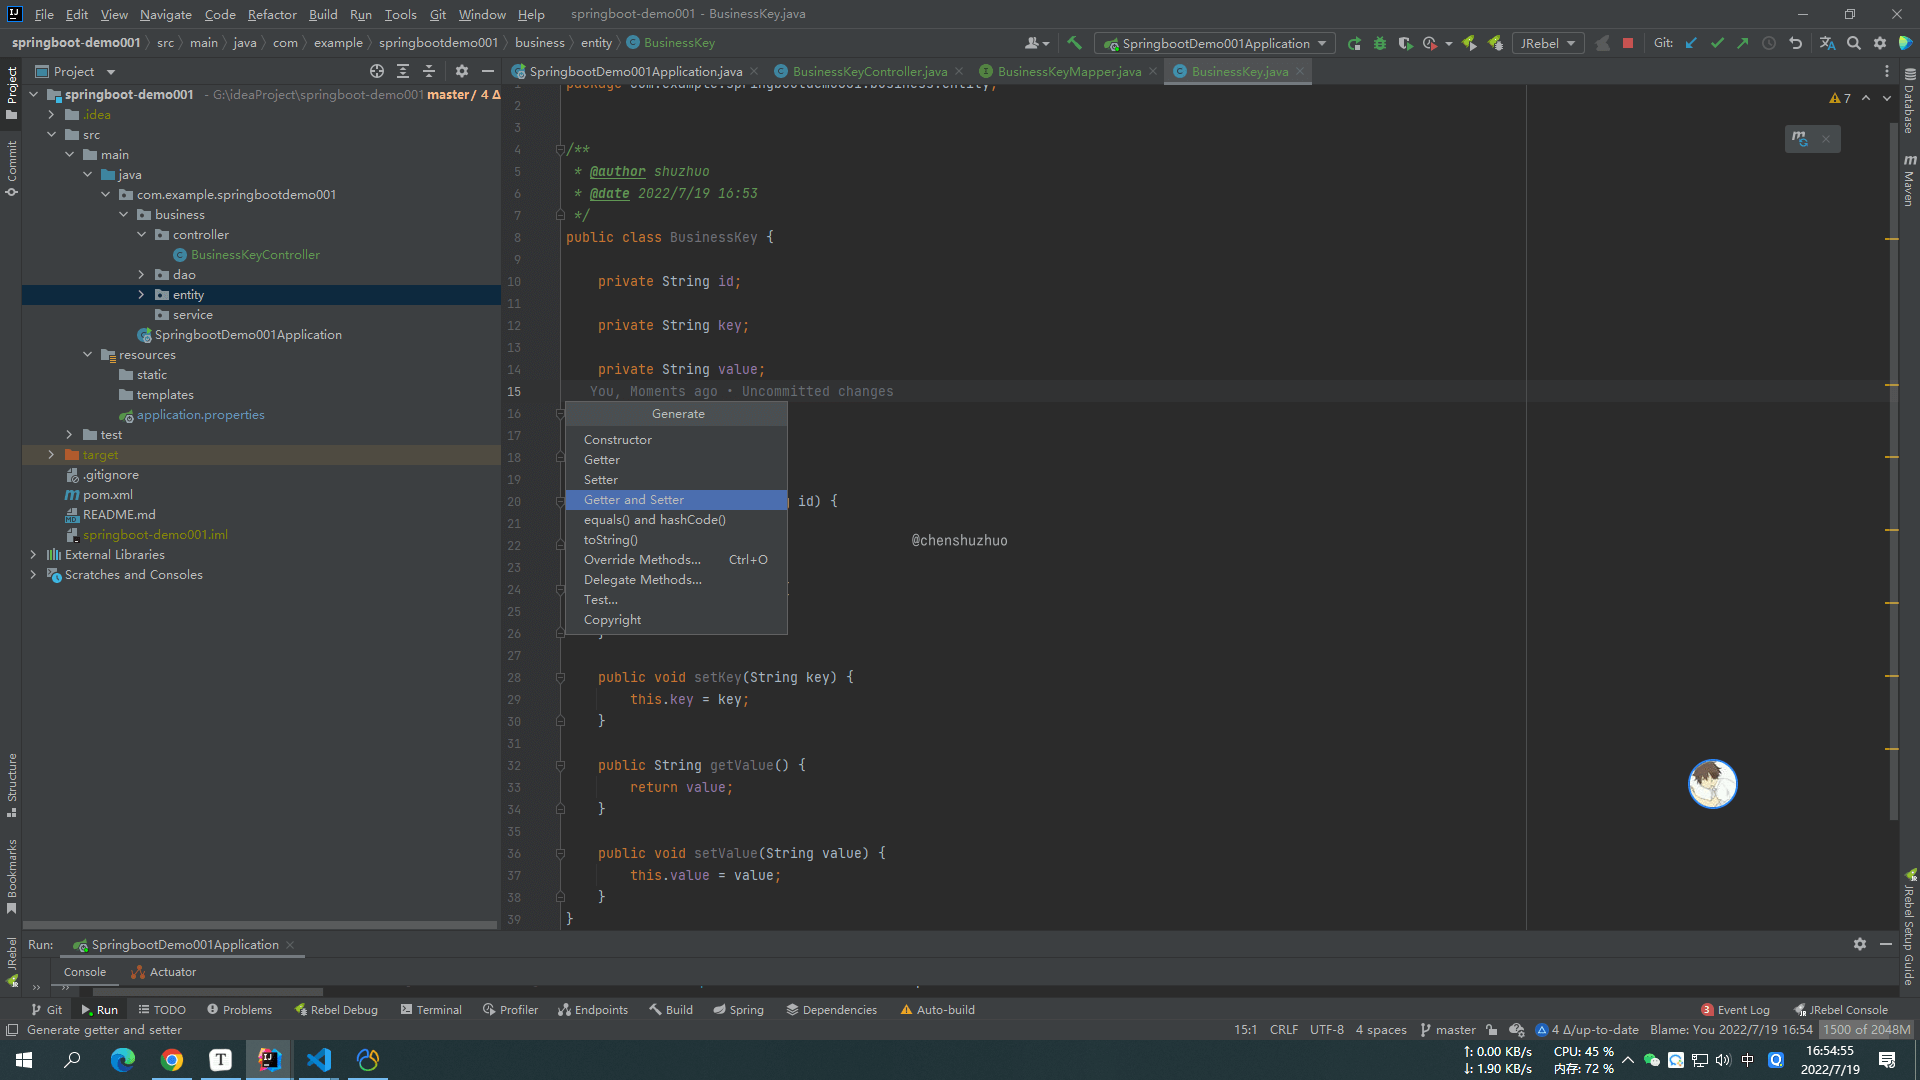 File Edit View Navigate Code Refactor Build Run Tools Git Window Help springboot-demo001 - BusinessKey.java
springboot-demo001 src main java com example springbootdemo001 business entity BusinessKey SpringbootDemo001Application JRebel Git:
Project SpringbootDemo001Application.java BusinessKeyController.java BusinessKeyMapper.java BusinessKey.java
springboot-demo001 - G:\ideaProject\springboot-demo001 master / 4 Δ
.idea
src
main
java
com.example.springbootdemo001
business
controller
BusinessKeyController
dao
entity
service
SpringbootDemo001Application
resources
static
templates
application.properties
test
target
.gitignore
pom.xml
README.md
springboot-demo001.iml
External Libraries
Scratches and Consoles
Project
Commit
Structure
Bookmarks
JRebel
1 package com.example.springbootdemo001.business.entity;
2
3
4 /**
5 * @author shuzhuo
6 * @date 2022/7/19 16:53
7 */
8 public class BusinessKey {
9
10 private String id;
11
12 private String key;
13
14 private String value;
15 You, Moments ago • Uncommitted changes
16
17
18
19
20 id) {
21
22
23
24
25
26 }
27
28 public void setKey(String key) {
29 this.key = key;
30 }
31
32 public String getValue() {
33 return value;
34 }
35
36 public void setValue(String value) {
37 this.value = value;
38 }
39 }
Generate
Constructor
Getter
Setter
Getter and Setter
equals() and hashCode()
toString()
Override Methods... Ctrl+O
Delegate Methods...
Test...
Copyright
@chenshuzhuo
7
Database
Maven
JRebel Setup Guide
Run: SpringbootDemo001Application
Console Actuator
Git Run TODO Problems Rebel Debug Terminal Profiler Endpoints Build Spring Dependencies Auto-build 3 Event Log JRebel Console
Generate getter and setter 15:1 CRLF UTF-8 4 spaces master 4 Δ/up-to-date Blame: You 2022/7/19 16:54 1500 of 2048M
↑: 0.00 KB/s CPU: 45 % 16:54:55
↓: 1.90 KB/s 内存: 72 % 中 2022/7/19